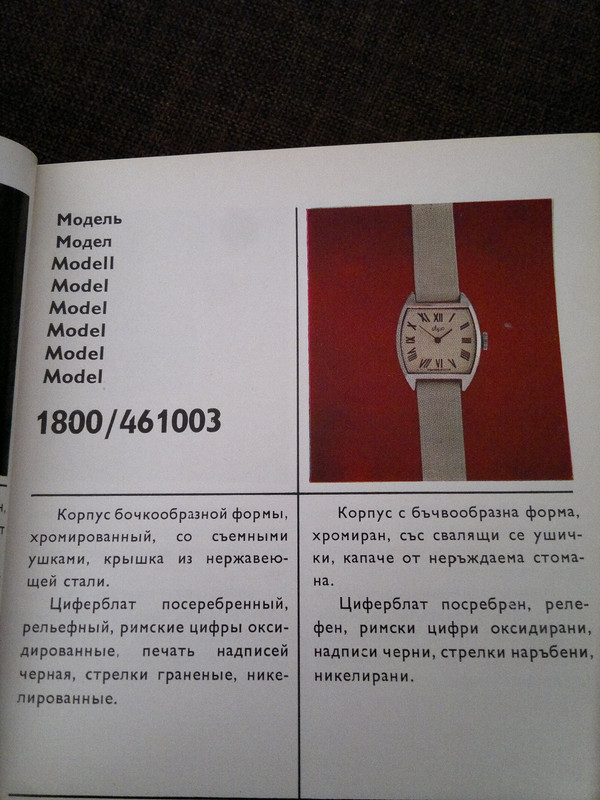 Модель
Модел
Modell
Model
Model
Model
Model
Model
1800/461003
Корпус бочкообразной формы,
хромированный, со съемными
ушками, крышка из нержавею-
щей стали.
Циферблат посеребренный,
рельефный, римские цифры окси-
дированные, печать надписей
черная, стрелки граненые, нике-
лированные.
Корпус с бъчвообразна форма,
хромиран, със свалящи се ушич-
ки, капаче от неръждаема стома-
на.
Циферблат посребрен, реле-
фен, римски цифри оксидирани,
надписи черни, стрелки наръбени,
никелирани.